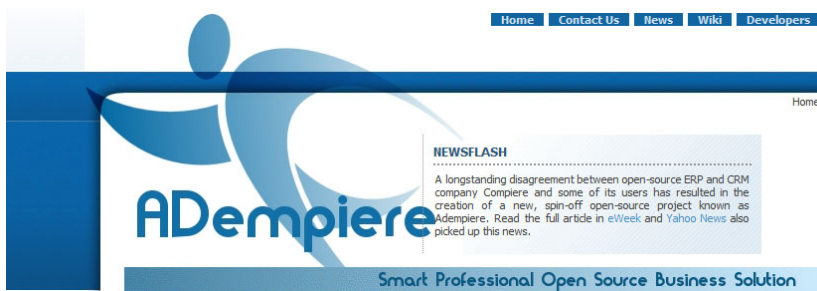 Home Contact Us News Wiki Developers
Home
NEWSFLASH
A longstanding disagreement between open-source ERP and CRM
company Compiere and some of its users has resulted in the
creation of a new, spin-off open-source project known as
Adempiere. Read the full article in eWeek and Yahoo News also
picked up this news.
ADempiere
Smart Professional Open Source Business Solution